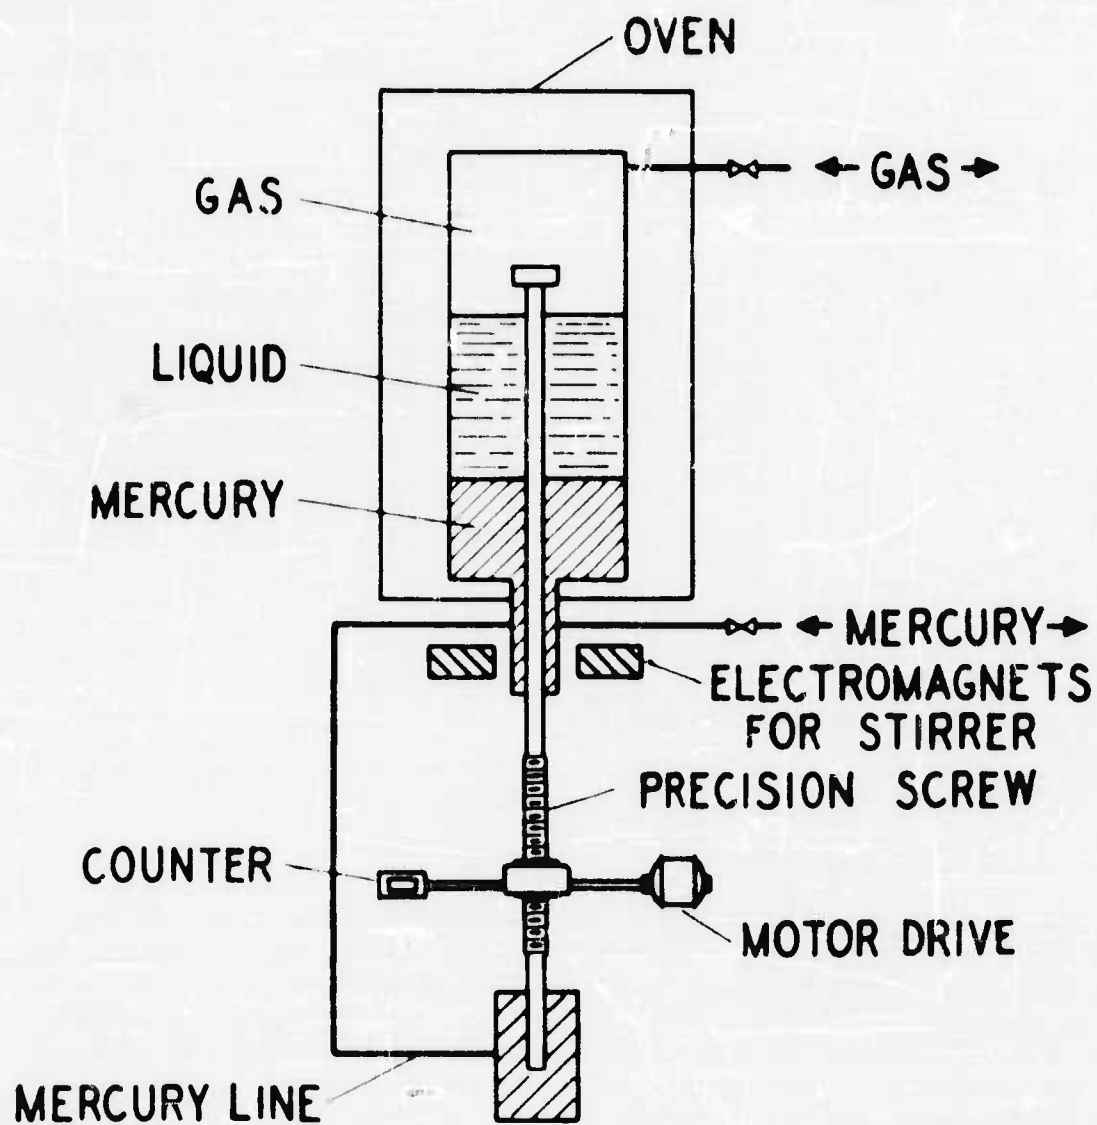 OVEN
GAS
GAS
LIQUID
MERCURY
MERCURY
ELECTROMAGNETS
FOR STIRRER
PRECISION SCREW
COUNTER
MOTOR DRIVE
MERCURY LINE